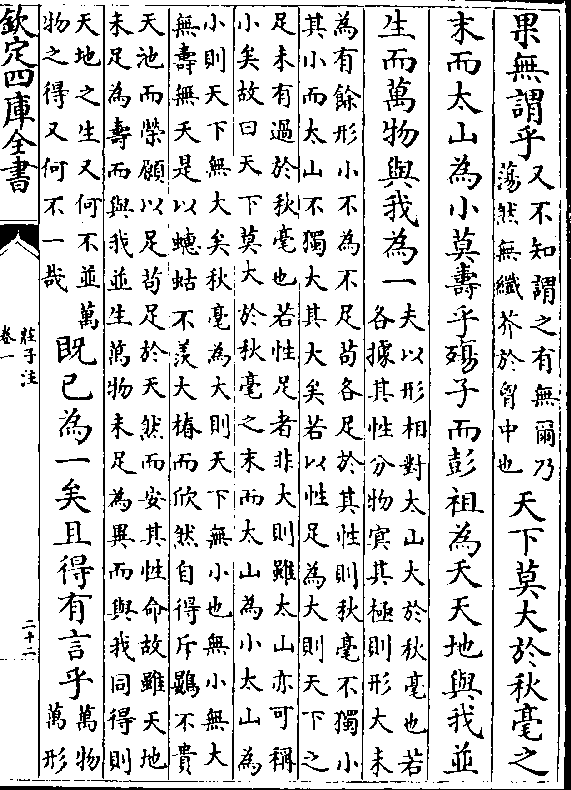 果無謂乎
又不知謂之有無爾乃
蕩然無纖芥於胷中也
天下莫大於秋毫之
末而太山為小莫壽乎殤子而彭祖為夭天地與我並
生而萬物與我為一
夫以形相對太山大於秋毫也若
各據其性分物冥其極則形大未
為有餘形小不為不足苟各足於其性則秋毫不獨小
其小而太山不獨大其大矣若以性足為大則天下之
足未有過於秋毫也若性足者非大則雖太山亦可稱
小矣故曰天下莫大於秋毫之末而太山為小太山為
小則天下無大矣秋毫為大則天下無小也無小無大
無壽無夭是以蟪蛄不羨大椿而欣然自得斥鷃不貴
天池而榮願以足苟足於天然而安其性命故雖天地
未足為壽而與我並生萬物未足為異而與我同得則
天地之生又何不並萬
物之得又何不一哉
既已為一矣且得有言乎
萬物
萬形
欽定四庫全書
莊子注
卷一
二十二